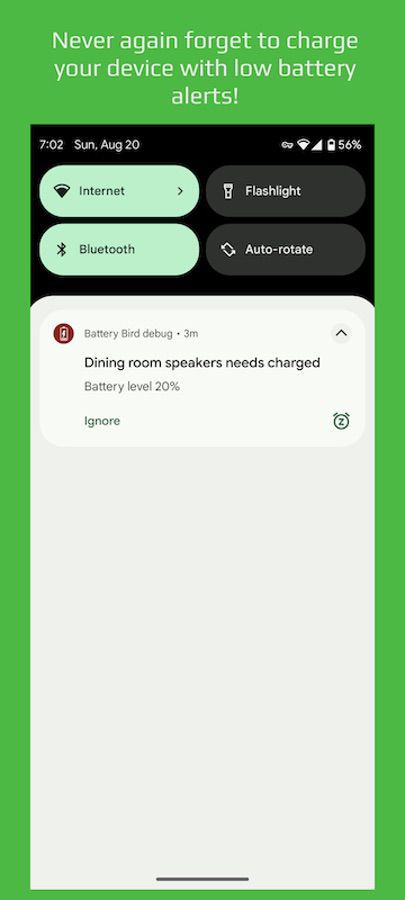 Never again forget to charge
your device with low battery
alerts!
7:02 Sun, Aug 20 56%
Internet
Flashlight
Bluetooth
Auto-rotate
Battery Bird debug • 3m
Dining room speakers needs charged
Battery level 20%
Ignore